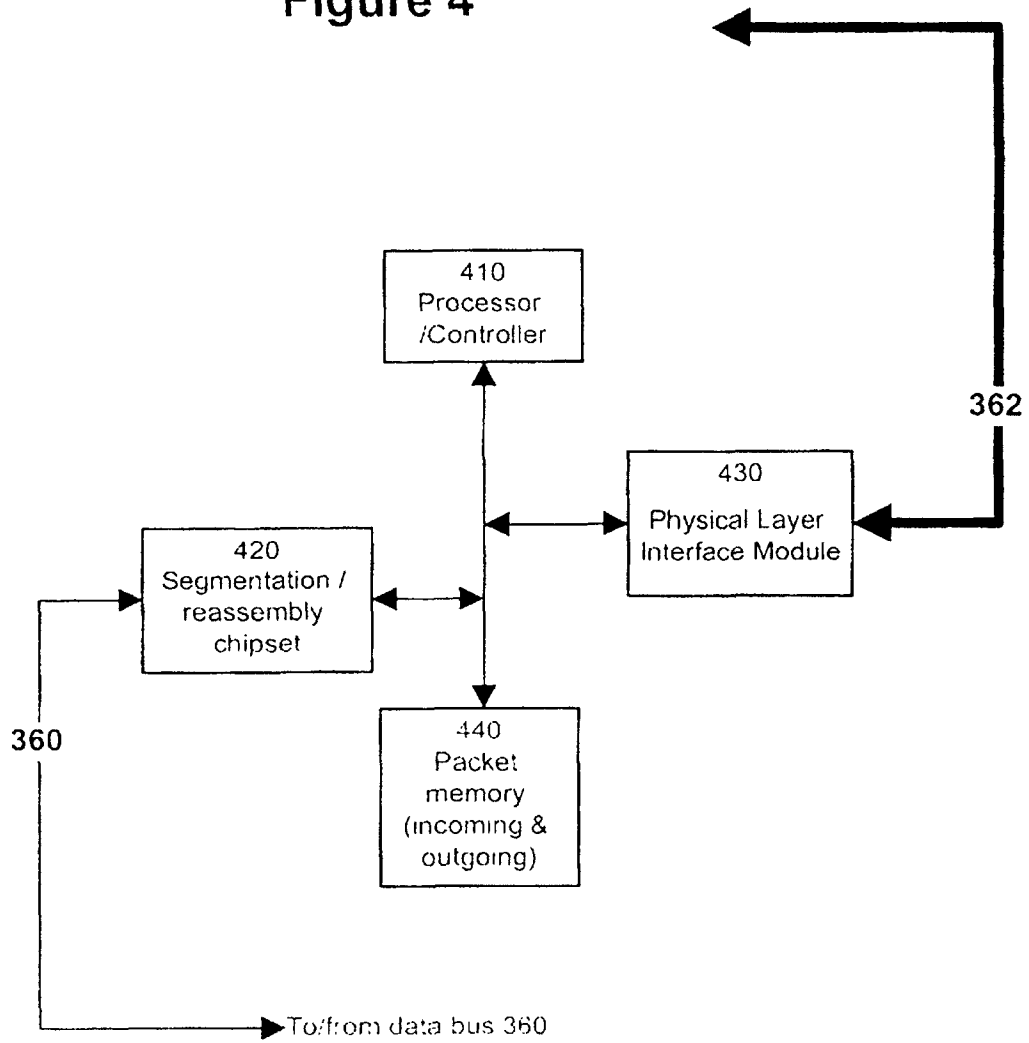 Figure 4
410
Processor
/Controller
362
430
Physical Layer
Interface Module
420
Segmentation /
reassembly
chipset
360
440
Packet
memory
(incoming &
outgoing)
To/from data bus 360